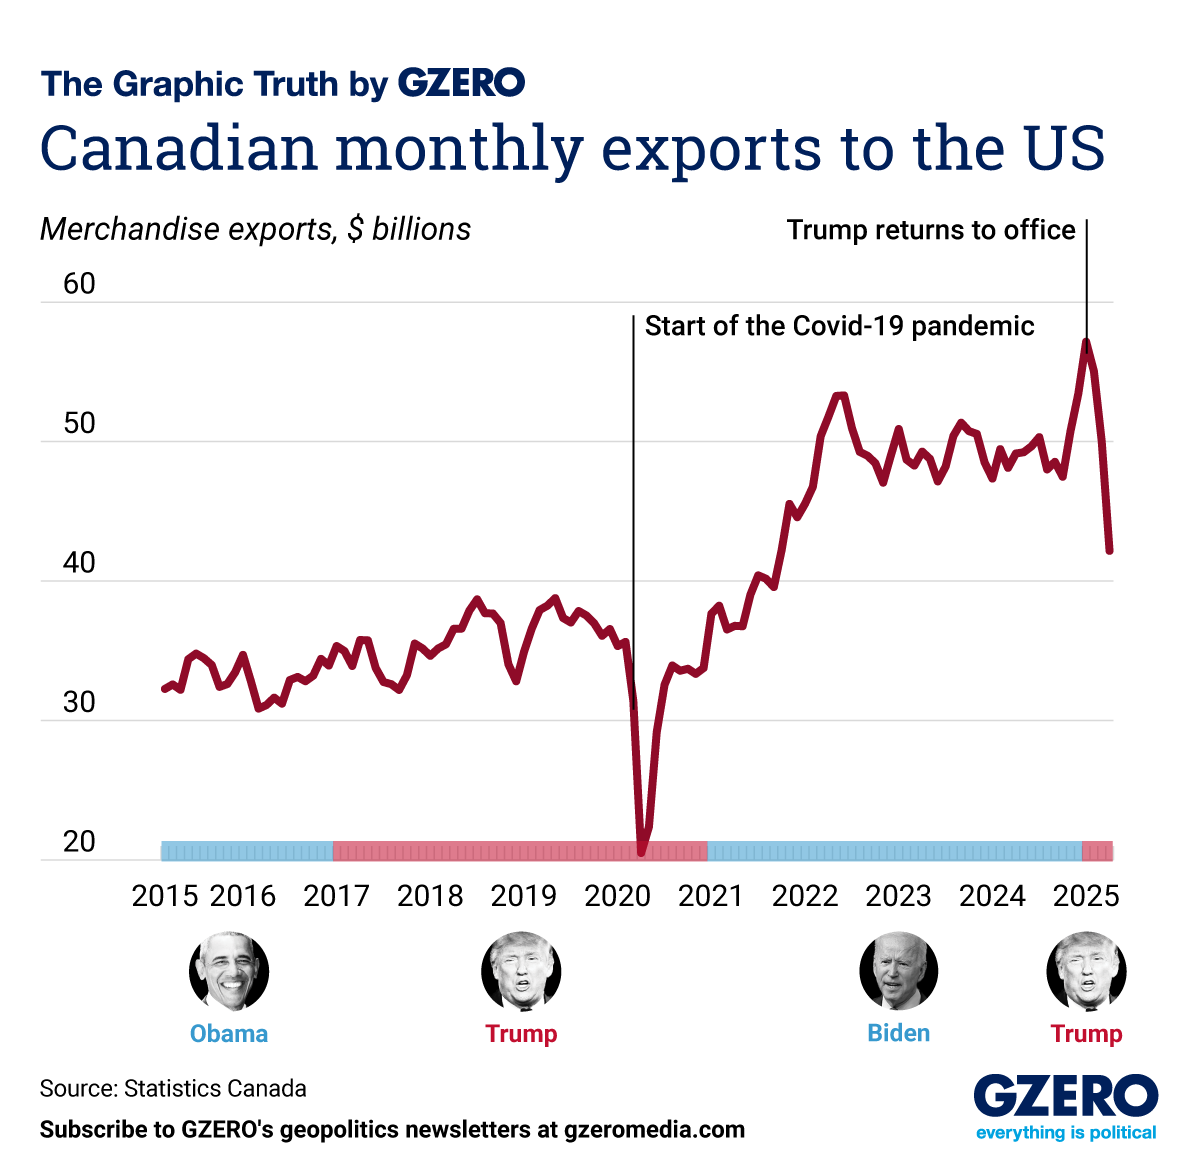 The Graphic Truth by GZERO
Canadian monthly exports to the US
Merchandise exports, $ billions
Trump returns to office
60
Start of the Covid-19 pandemic
50
40
30
20
2015 2016 2017 2018 2019 2020 2021 2022 2023 2024 2025
Obama Trump Biden Trump
Source: Statistics Canada
Subscribe to GZERO's geopolitics newsletters at gzeromedia.com
GZERO
everything is political